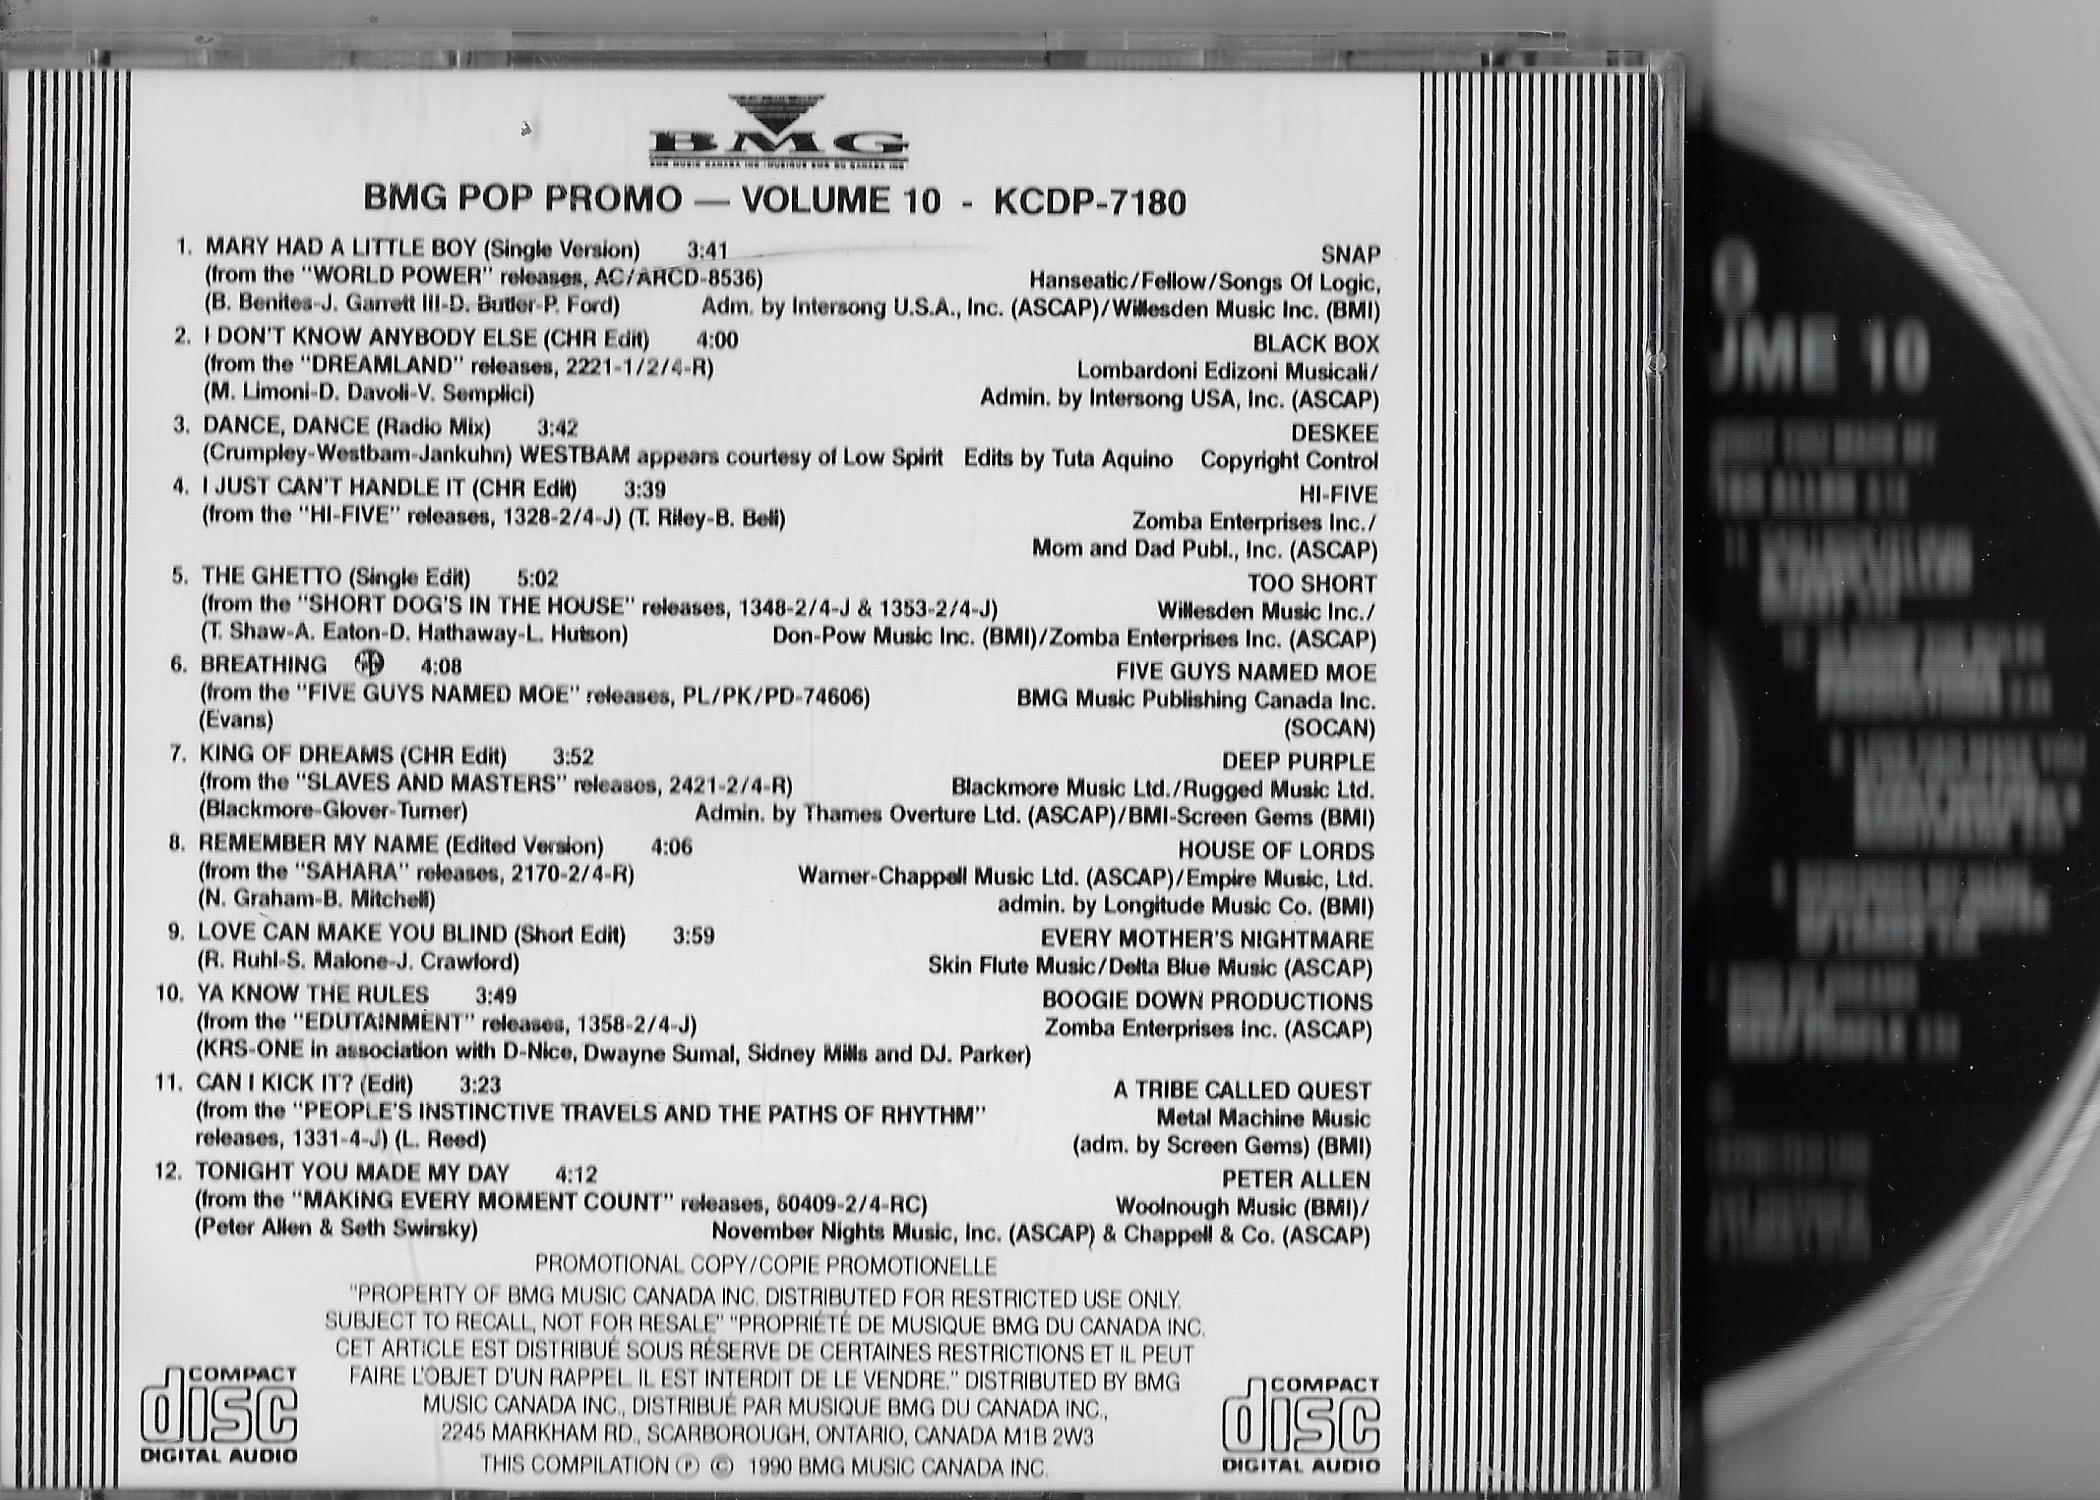 BMG
BMG MUSIC CANADA INC./MUSIQUE BMG DU CANADA INC.
BMG POP PROMO — VOLUME 10 - KCDP-7180
1. MARY HAD A LITTLE BOY (Single Version) 3:41 SNAP
(from the "WORLD POWER" releases, AC/ARCD-8536) Hanseatic/Fellow/Songs Of Logic,
(B. Benites-J. Garrett III-D. Butler-P. Ford) Adm. by Intersong U.S.A., Inc. (ASCAP)/Willesden Music Inc. (BMI)
2. I DON'T KNOW ANYBODY ELSE (CHR Edit) 4:00 BLACK BOX
(from the "DREAMLAND" releases, 2221-1/2/4-R) Lombardoni Edizoni Musicali/
(M. Limoni-D. Davoli-V. Semplici) Admin. by Intersong USA, Inc. (ASCAP)
3. DANCE, DANCE (Radio Mix) 3:42 DESKEE
(Crumpley-Westbam-Jankuhn) WESTBAM appears courtesy of Low Spirit Edits by Tuta Aquino Copyright Control
4. I JUST CAN'T HANDLE IT (CHR Edit) 3:39 HI-FIVE
(from the "HI-FIVE" releases, 1328-2/4-J) (T. Riley-B. Bell) Zomba Enterprises Inc./
Mom and Dad Publ., Inc. (ASCAP)
5. THE GHETTO (Single Edit) 5:02 TOO SHORT
(from the "SHORT DOG'S IN THE HOUSE" releases, 1348-2/4-J & 1353-2/4-J) Willesden Music Inc./
(T. Shaw-A. Eaton-D. Hathaway-L. Hutson) Don-Pow Music Inc. (BMI)/Zomba Enterprises Inc. (ASCAP)
6. BREATHING 4:08 FIVE GUYS NAMED MOE
(from the "FIVE GUYS NAMED MOE" releases, PL/PK/PD-74606) BMG Music Publishing Canada Inc.
(Evans) (SOCAN)
7. KING OF DREAMS (CHR Edit) 3:52 DEEP PURPLE
(from the "SLAVES AND MASTERS" releases, 2421-2/4-R) Blackmore Music Ltd./Rugged Music Ltd.
(Blackmore-Glover-Turner) Admin. by Thames Overture Ltd. (ASCAP)/BMI-Screen Gems (BMI)
8. REMEMBER MY NAME (Edited Version) 4:06 HOUSE OF LORDS
(from the "SAHARA" releases, 2170-2/4-R) Warner-Chappell Music Ltd. (ASCAP)/Empire Music, Ltd.
(N. Graham-B. Mitchell) admin. by Longitude Music Co. (BMI)
9. LOVE CAN MAKE YOU BLIND (Short Edit) 3:59 EVERY MOTHER'S NIGHTMARE
(R. Ruhl-S. Malone-J. Crawford) Skin Flute Music/Delta Blue Music (ASCAP)
10. YA KNOW THE RULES 3:49 BOOGIE DOWN PRODUCTIONS
(from the "EDUTAINMENT" releases, 1358-2/4-J) Zomba Enterprises Inc. (ASCAP)
(KRS-ONE in association with D-Nice, Dwayne Sumal, Sidney Mills and DJ. Parker)
11. CAN I KICK IT? (Edit) 3:23 A TRIBE CALLED QUEST
(from the "PEOPLE'S INSTINCTIVE TRAVELS AND THE PATHS OF RHYTHM" Metal Machine Music
releases, 1331-4-J) (L. Reed) (adm. by Screen Gems) (BMI)
12. TONIGHT YOU MADE MY DAY 4:12 PETER ALLEN
(from the "MAKING EVERY MOMENT COUNT" releases, 60409-2/4-RC) Woolnough Music (BMI)/
(Peter Allen & Seth Swirsky) November Nights Music, Inc. (ASCAP) & Chappell & Co. (ASCAP)
PROMOTIONAL COPY/COPIE PROMOTIONELLE
"PROPERTY OF BMG MUSIC CANADA INC. DISTRIBUTED FOR RESTRICTED USE ONLY.
SUBJECT TO RECALL, NOT FOR RESALE" "PROPRIÉTÉ DE MUSIQUE BMG DU CANADA INC.
CET ARTICLE EST DISTRIBUÉ SOUS RÉSERVE DE CERTAINES RESTRICTIONS ET IL PEUT
FAIRE L'OBJET D'UN RAPPEL. IL EST INTERDIT DE LE VENDRE." DISTRIBUTED BY BMG
MUSIC CANADA INC., DISTRIBUÉ PAR MUSIQUE BMG DU CANADA INC.,
2245 MARKHAM RD., SCARBOROUGH, ONTARIO, CANADA M1B 2W3
THIS COMPILATION Ⓟ © 1990 BMG MUSIC CANADA INC.
COMPACT
disc
DIGITAL AUDIO
COMPACT
disc
DIGITAL AUDIO
UME 10